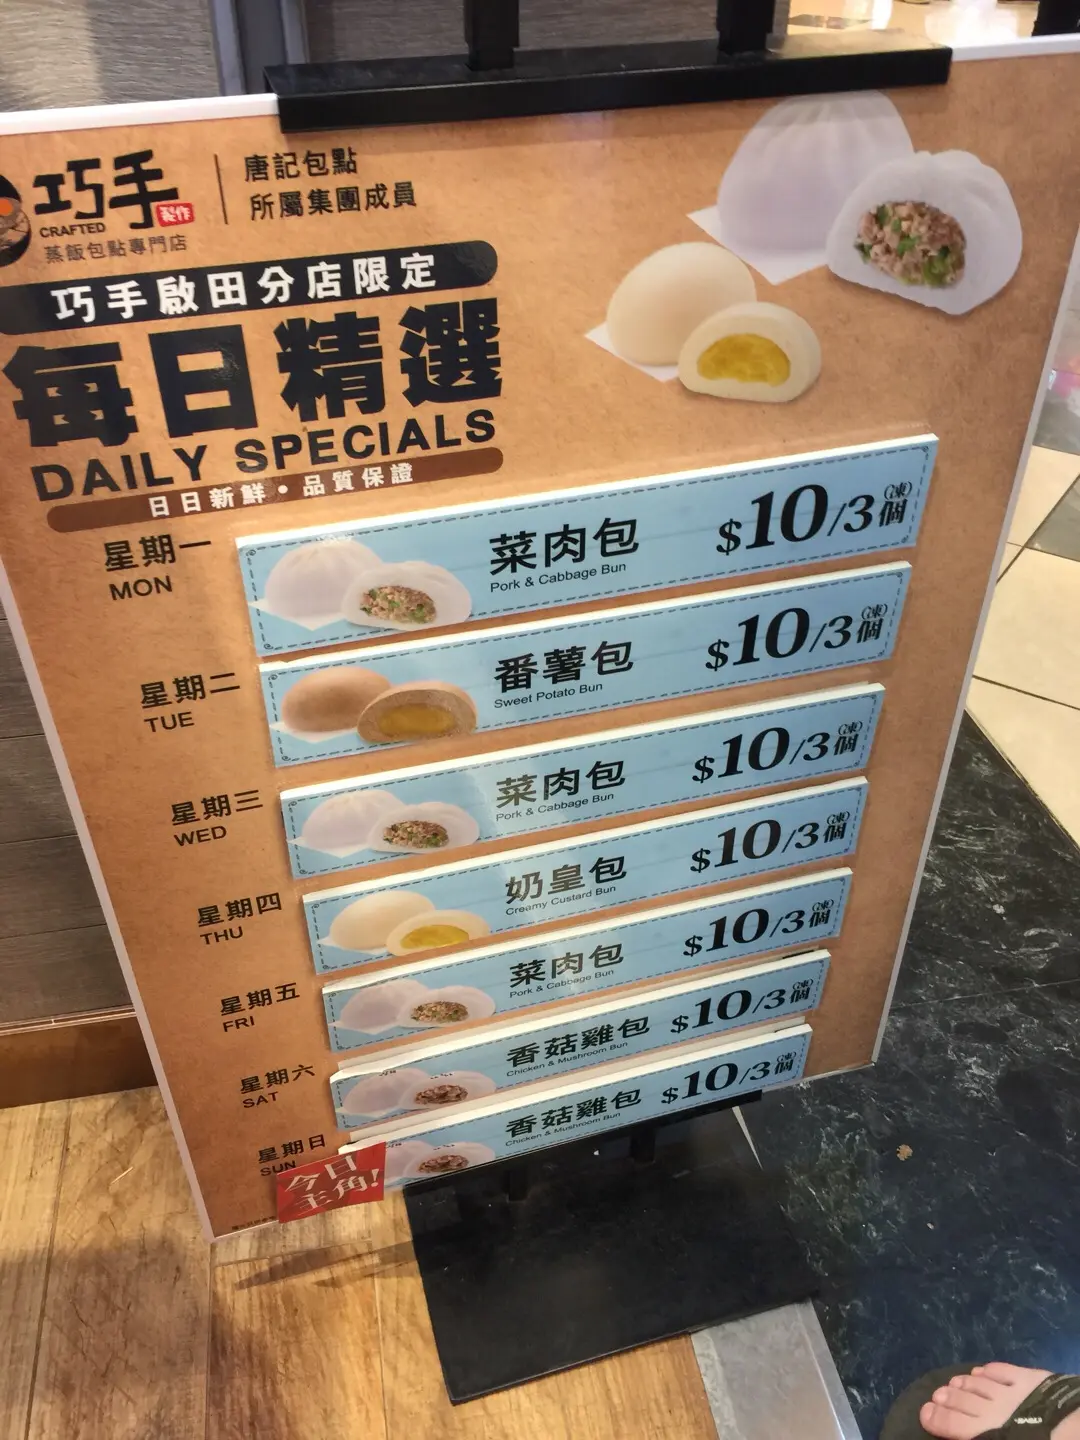 巧手
製作
CRAFTED
蒸飯包點專門店
唐記包點
所屬集團成員
巧手啟田分店限定
每日精選
DAILY SPECIALS
日日新鮮•品質保證
星期一
MON
菜肉包
Pork & Cabbage Bun
$10/3個(凍)
星期二
TUE
番薯包
Sweet Potato Bun
$10/3個(凍)
星期三
WED
菜肉包
Pork & Cabbage Bun
$10/3個(凍)
星期四
THU
奶皇包
Creamy Custard Bun
$10/3個(凍)
星期五
FRI
菜肉包
Pork & Cabbage Bun
$10/3個(凍)
星期六
SAT
香菇雞包
Chicken & Mushroom Bun
$10/3個(凍)
星期日
SUN
香菇雞包
Chicken & Mushroom Bun
$10/3個(凍)
今日
主角!